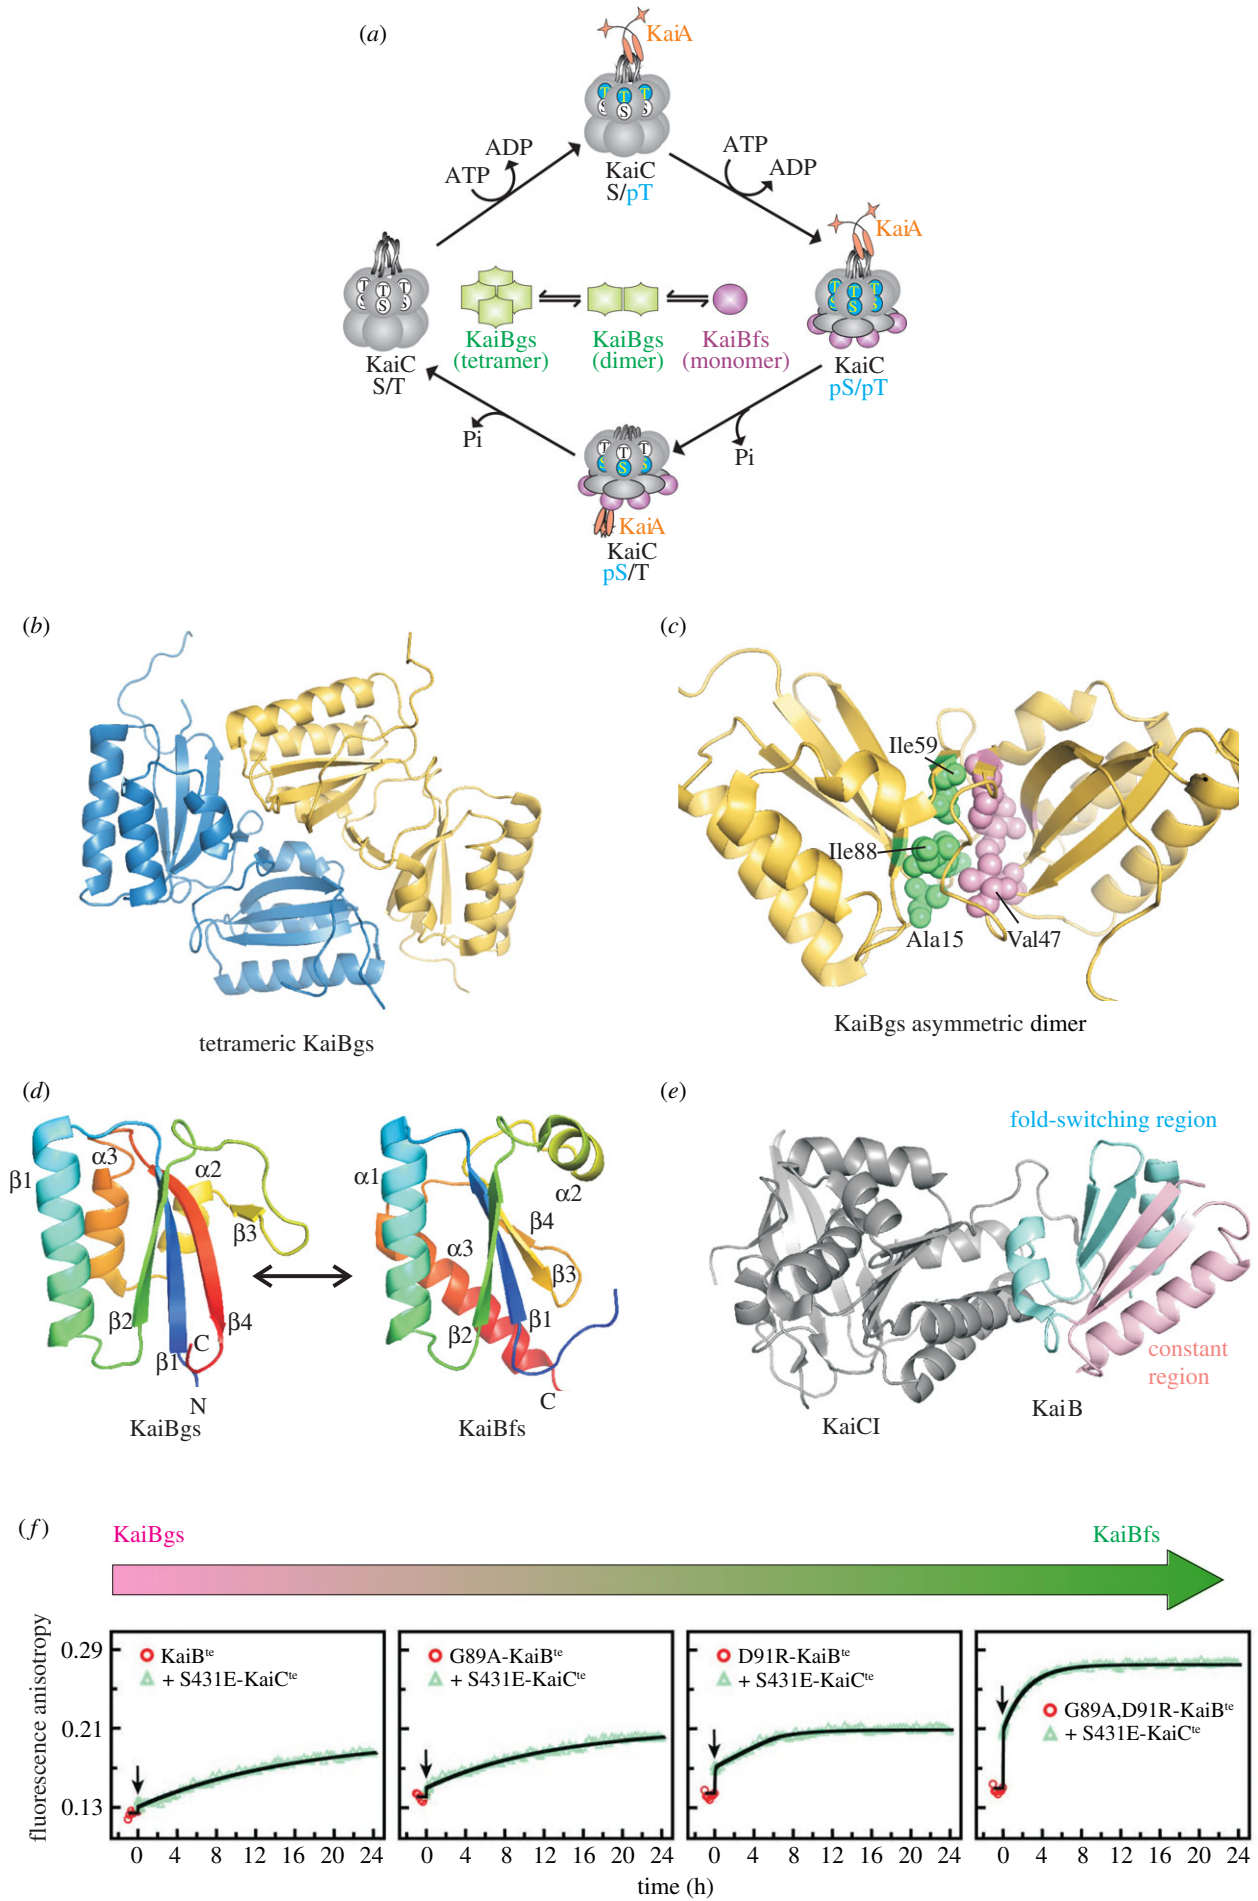 (a)
KaiA
T T T
S S S
KaiC
S/pT
ATP
ADP
ATP
ADP
KaiA
T T T
S S S
KaiC
pS/pT
T T T
S S S
KaiC
S/T
KaiBgs
(tetramer)
KaiBgs
(dimer)
KaiBfs
(monomer)
Pi
Pi
T T T
S S S
KaiA
KaiC
pS/T
(b)
tetrameric KaiBgs
(c)
Ile59
Ile88
Ala15
Val47
KaiBgs asymmetric dimer
(d)
β1
α3
α2
β3
β2
β1
C
β4
N
KaiBgs
α1
α2
β4
α3
β3
β2
β1
C
KaiBfs
(e)
fold-switching region
constant
region
KaiB
KaiCI
(f)
KaiBgs
KaiBfs
fluorescence anisotropy
0.29
0.21
0.13
KaiBte
+ S431E-KaiCte
G89A-KaiBte
+ S431E-KaiCte
D91R-KaiBte
+ S431E-KaiCte
G89A,D91R-KaiBte
+ S431E-KaiCte
0 4 8 12 16 20 24
0 4 8 12 16 20 24
0 4 8 12 16 20 24
0 4 8 12 16 20 24
time (h)